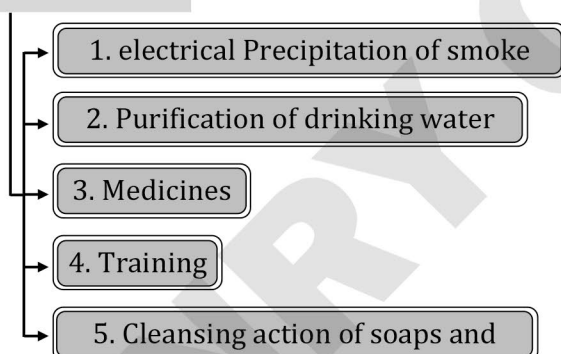 1. electrical Precipitation of smoke
2. Purification of drinking water
3. Medicines
4. Training
5. Cleansing action of soaps and